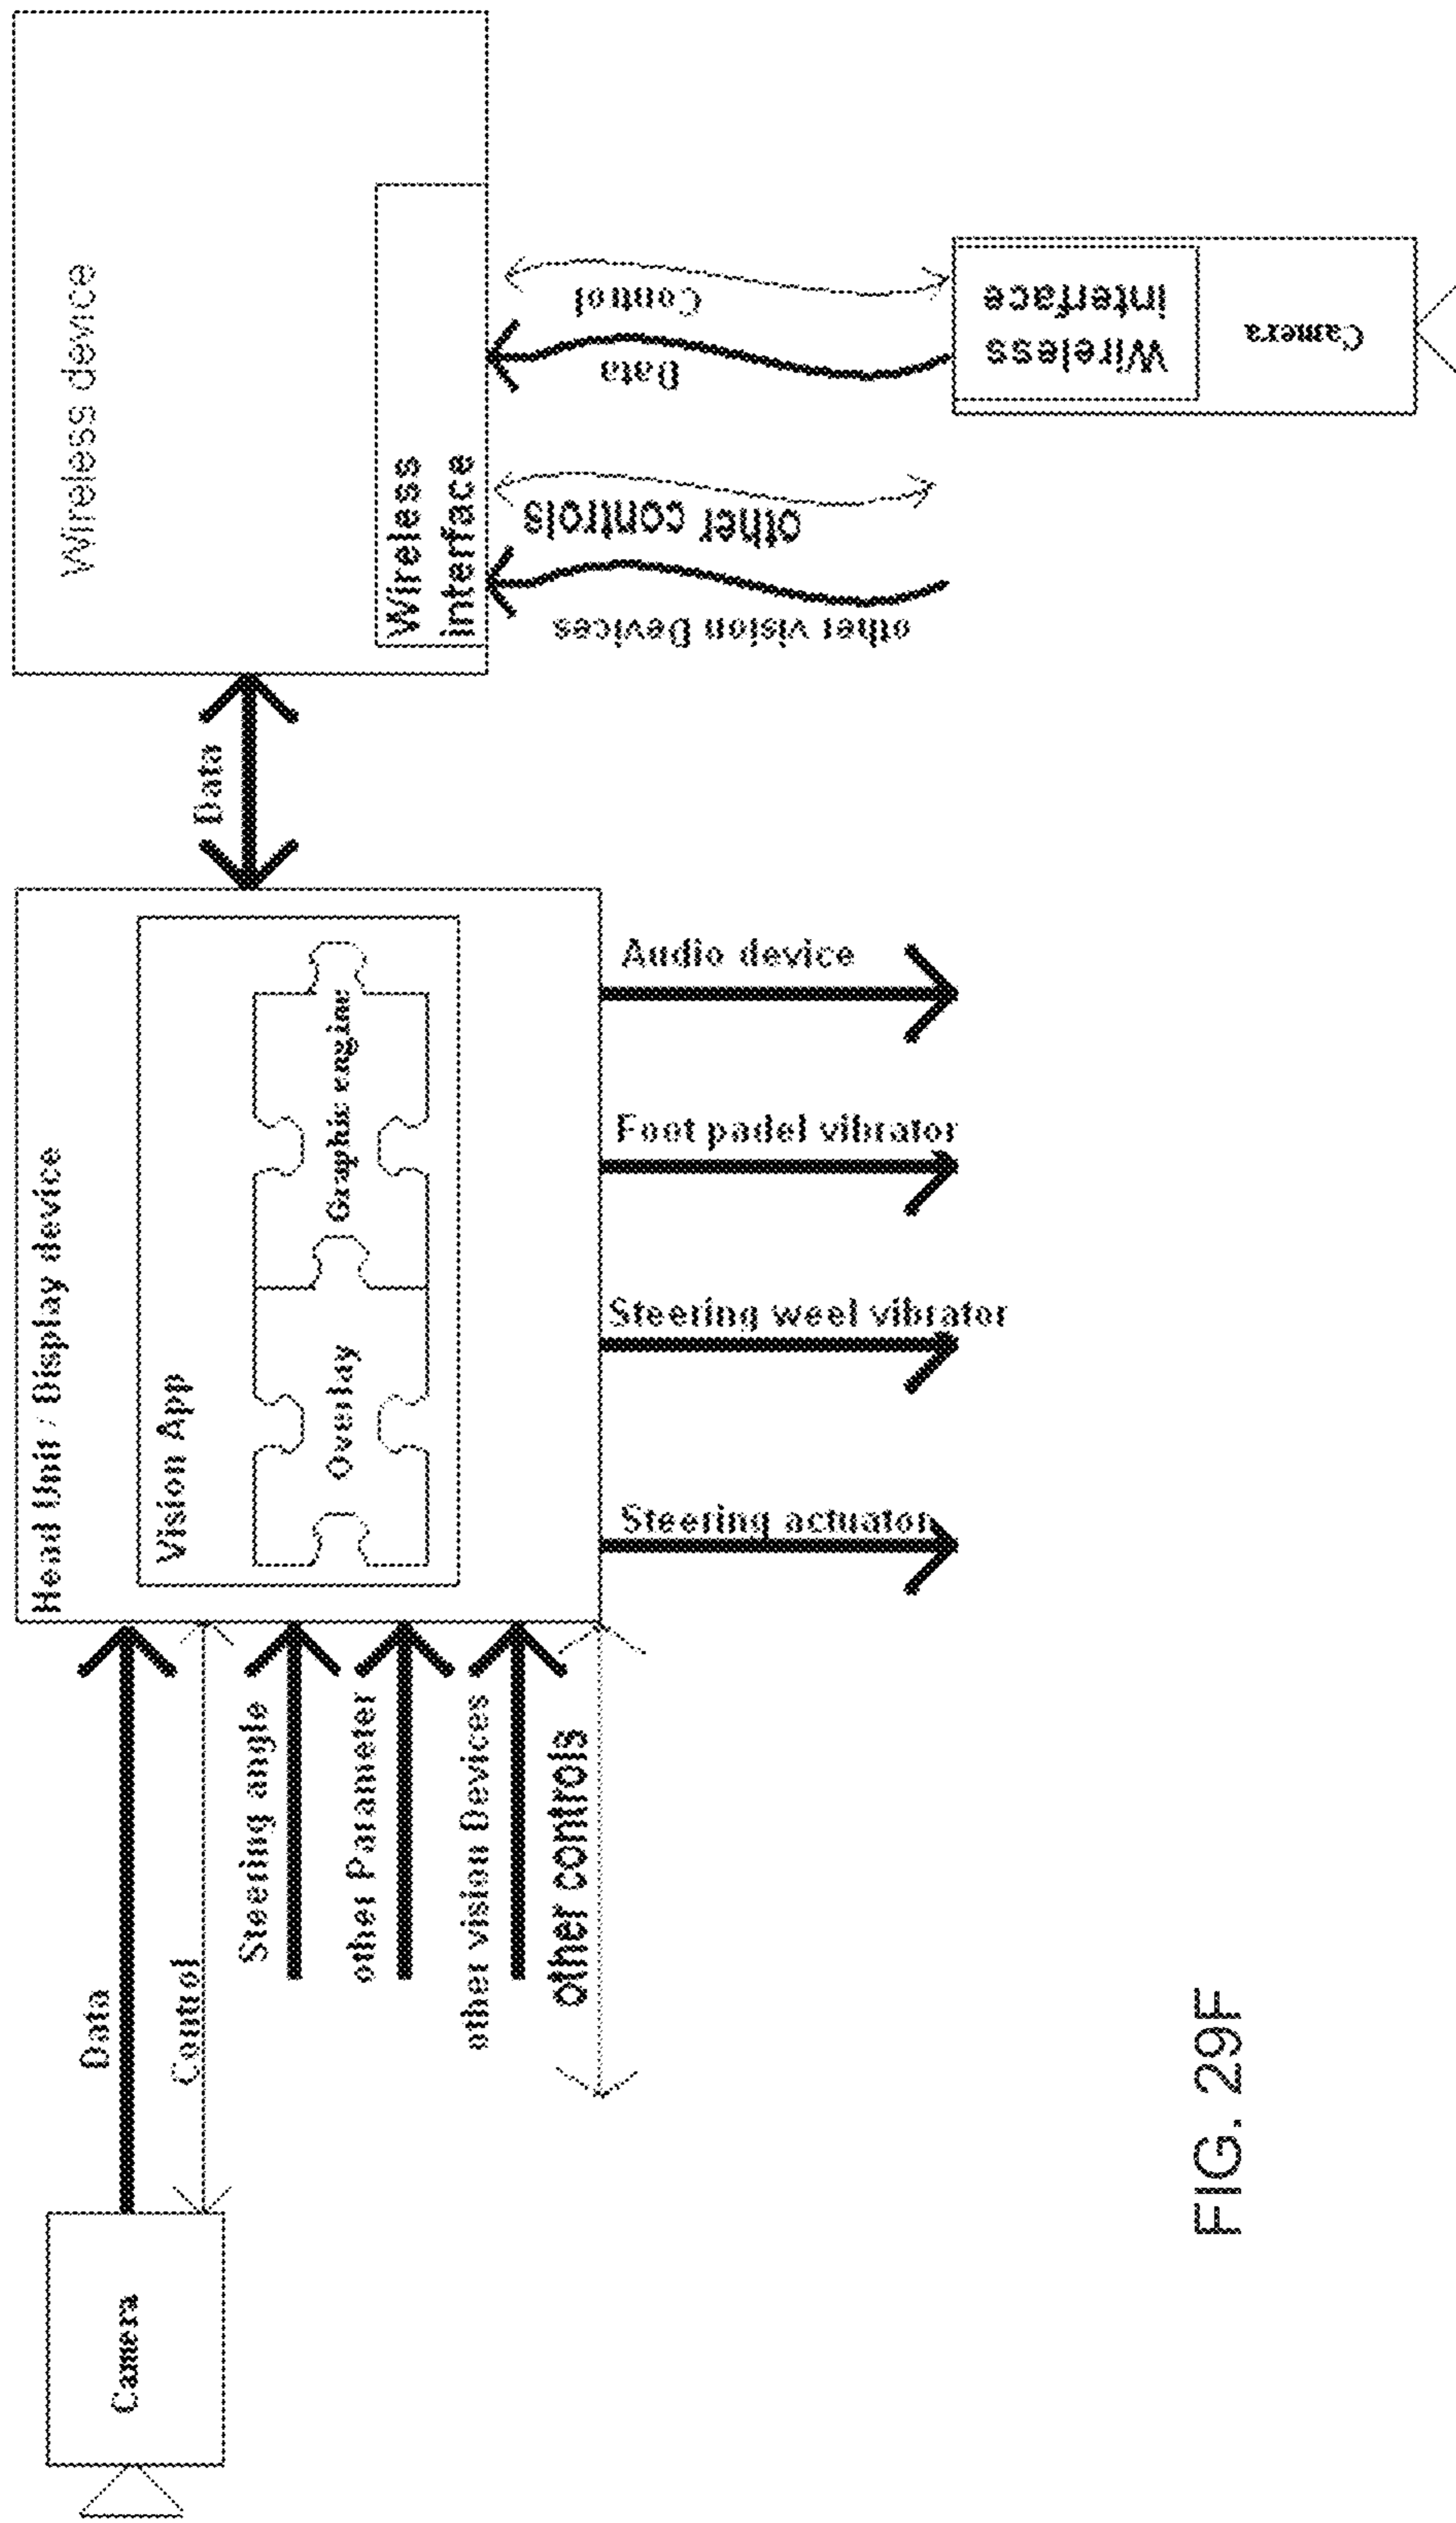 Wireless device
Wireless
interface
Control
Data
other controls
other vision Devices
Wireless
interface
Camera
Data
Head Unit / Display device
Vision App
Overlay
Graphic engine
Audio device
Foot padel vibrator
Steering weel vibrator
Steering actuator
Data
Control
Steering angle
other Parameter
other vision Devices
other controls
Camera
FIG. 29F